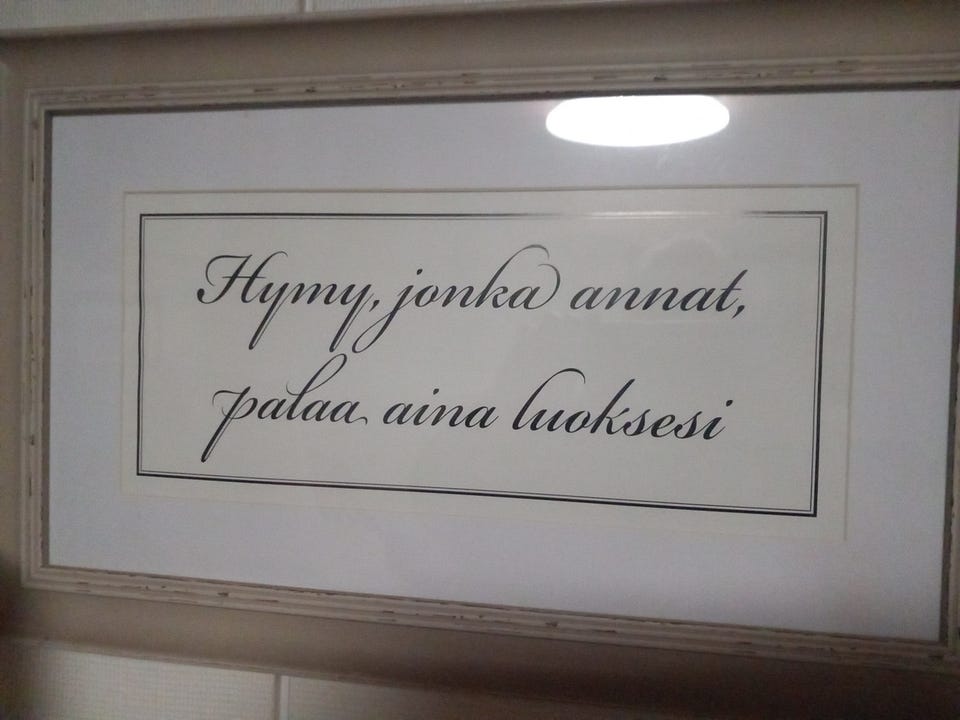 Hymy, jonka annat,
palaa aina luoksesi